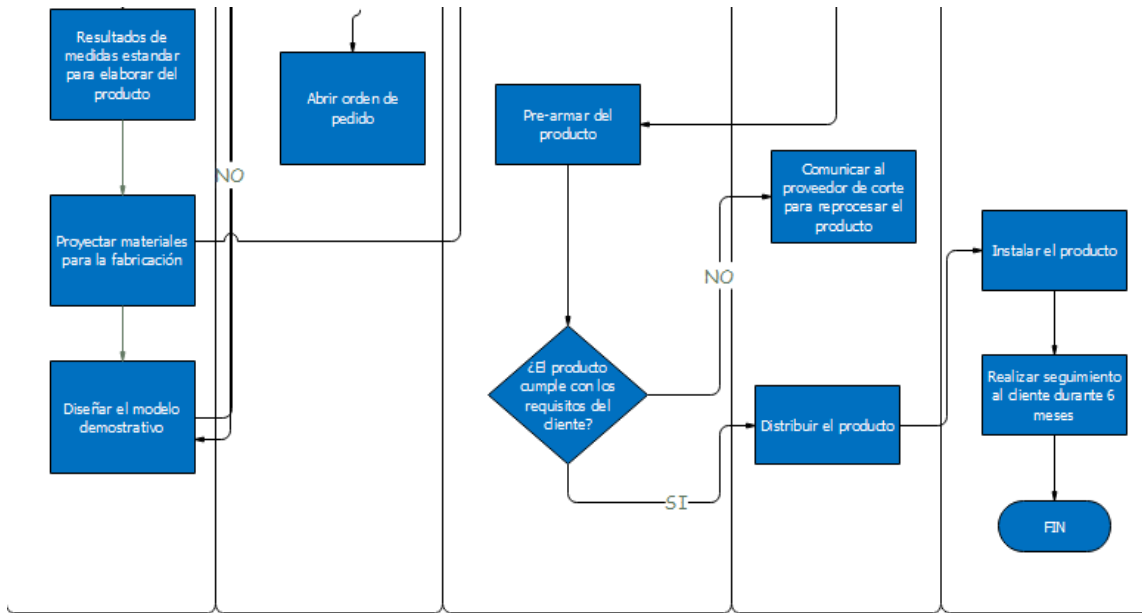 Resultados de
medidas estandar
para elaborar del
producto
NO
Proyectar materiales
para la fabricación
Diseñar el modelo
demostrativo
Abrir orden de
pedido
Pre-armar del
producto
¿El producto
cumple con los
requisitos del
cliente?
NO
SI
Comunicar al
proveedor de corte
para reprocesar el
producto
Distribuir el producto
Instalar el producto
Realizar seguimiento
al cliente durante 6
meses
FIN